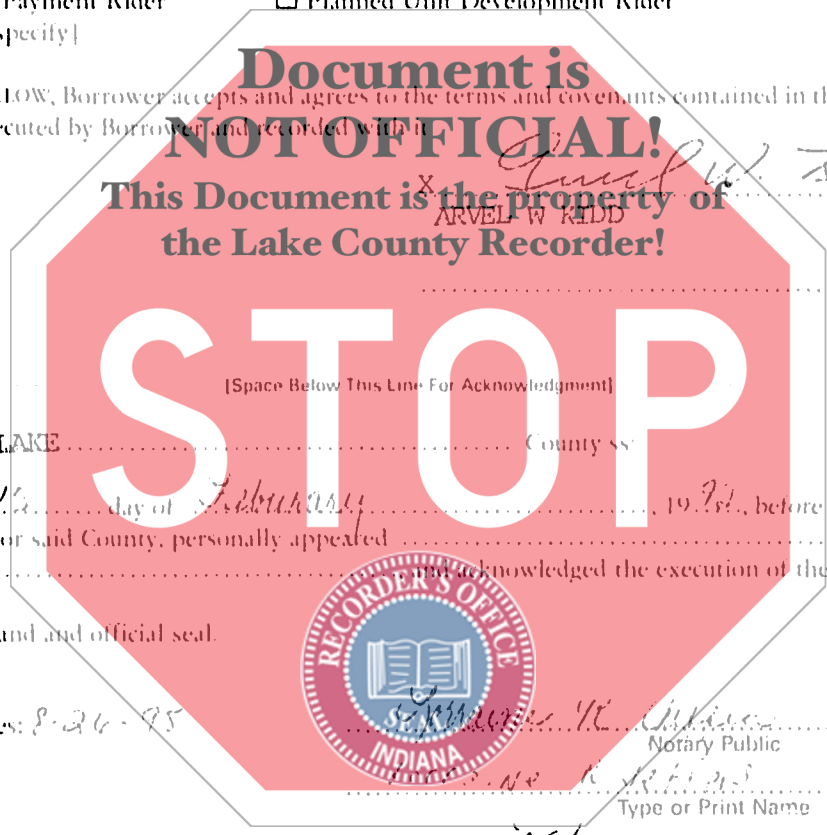 Payment Rider ☐ Planned Unit Development Rider
specify]
Document is
LOW, Borrower accepts and agrees to the terms and covenants contained in th
cuted by Borrower and recorded with it.
NOT OFFICIAL!
This Document is the property of
X
ARVEL W KIDD
the Lake County Recorder!
STOP
[Space Below This Line For Acknowledgment]
LAKE County ss:
day of February , 19 , before
or said County, personally appeared
and acknowledged the execution of the
and and official seal.
RECORDER'S OFFICE
SEAL
INDIANA
es: 8-26-95
Notary Public
Type or Print Name